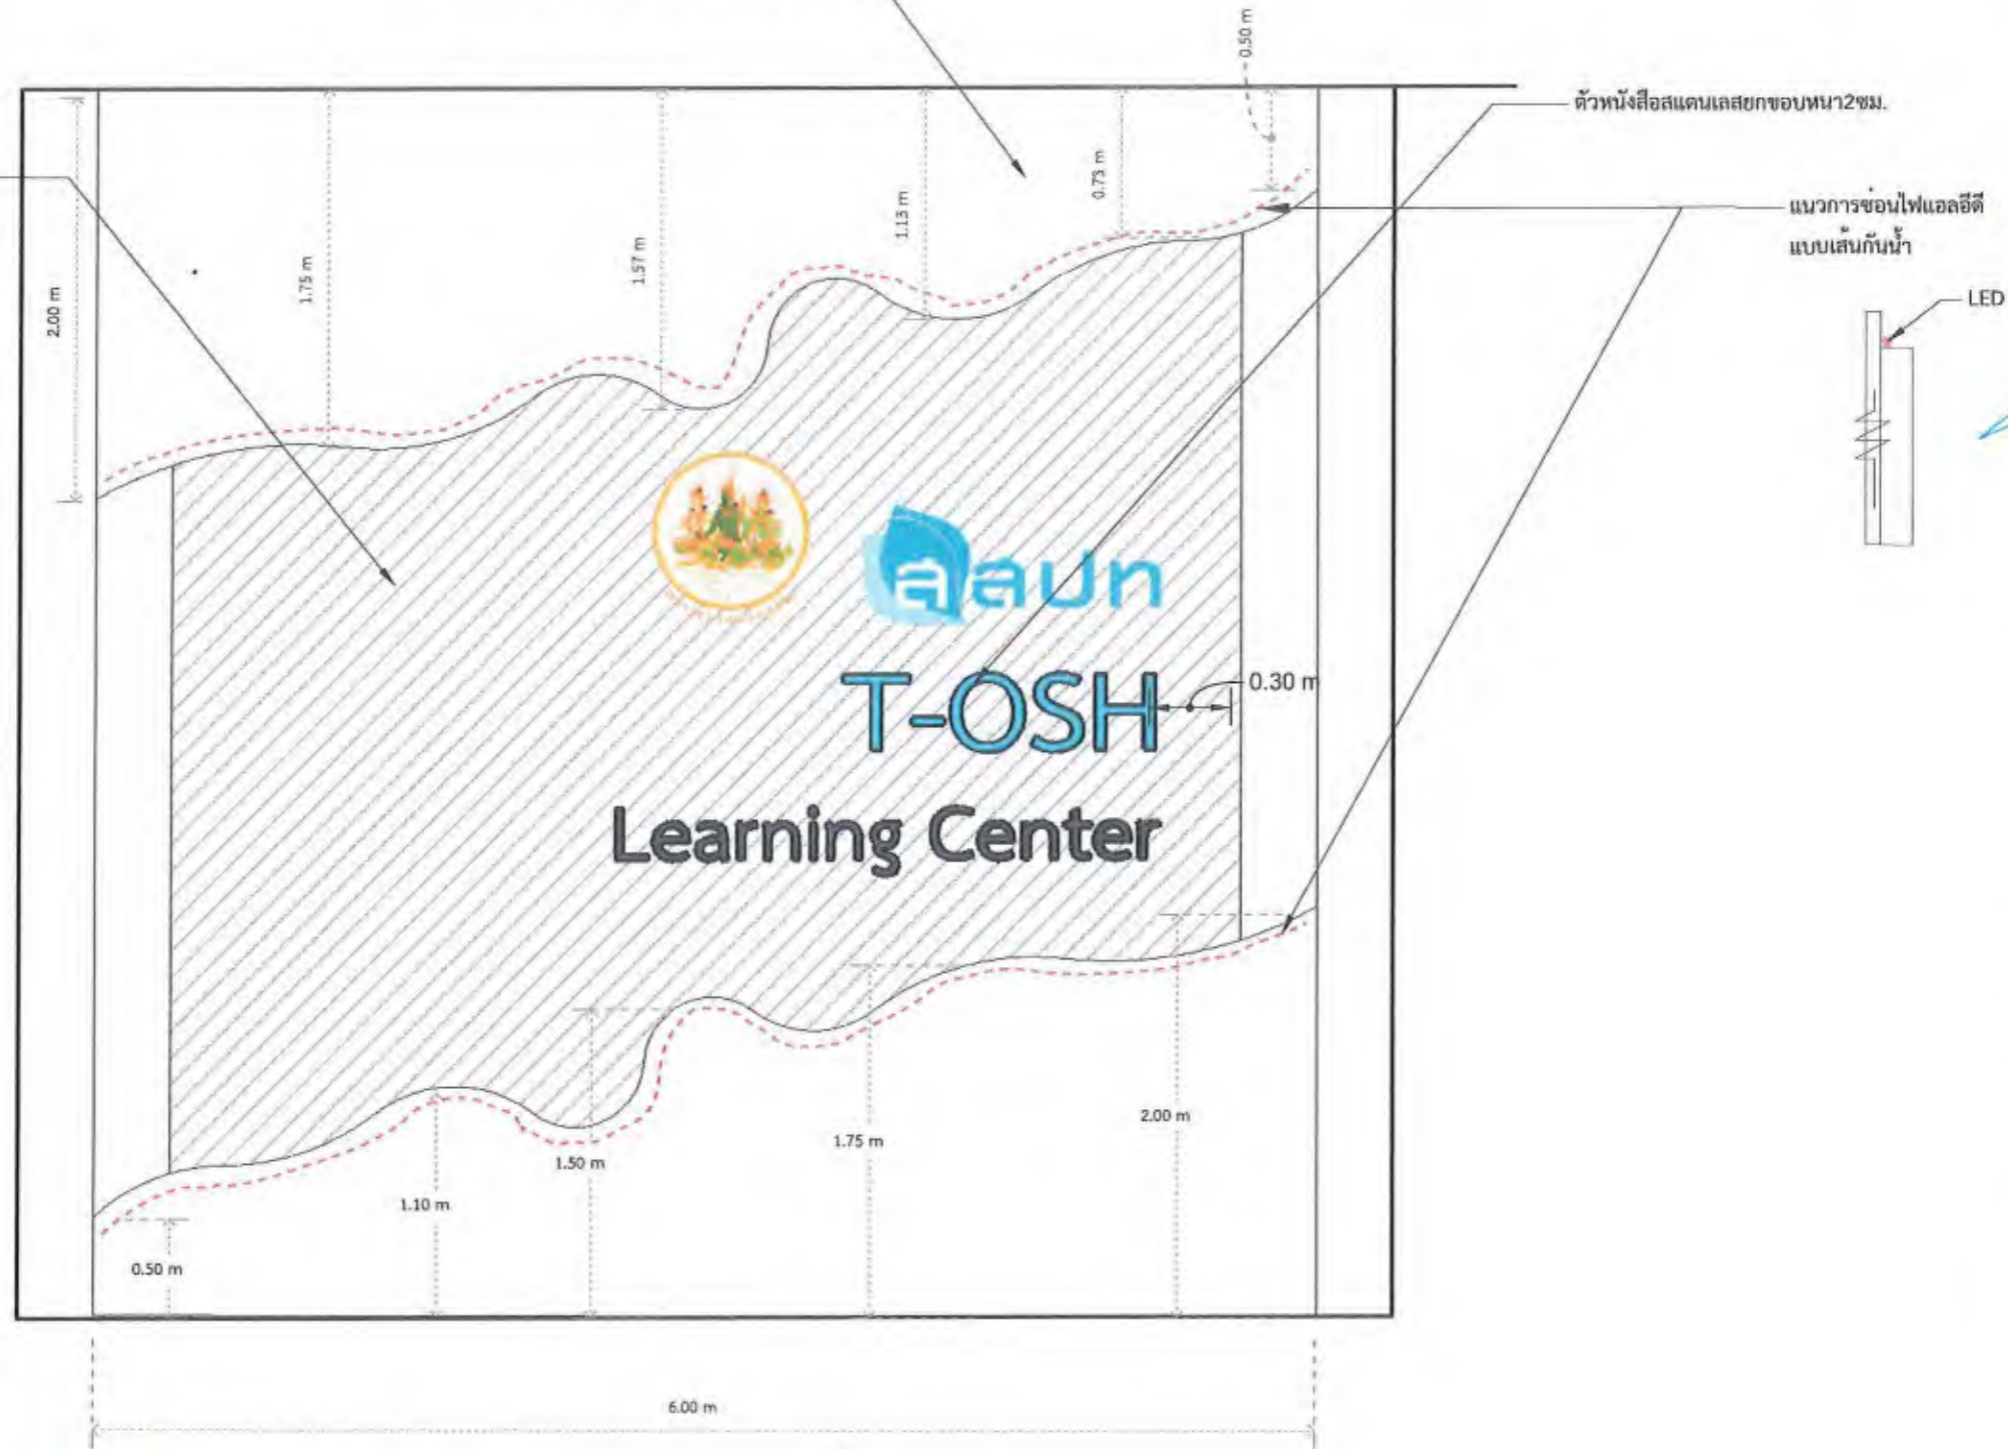 0.50 m
ตัวหนังสือสแตนเลสยกขอบหนา2ซม.
0.73 m
1.13 m
แนวการซ่อนไฟแอลอีดี
แบบเส้นกันน้ำ
1.57 m
1.75 m
2.00 m
LED
สสปท
T-OSH
0.30 m
Learning Center
2.00 m
1.75 m
1.50 m
1.10 m
0.50 m
6.00 m